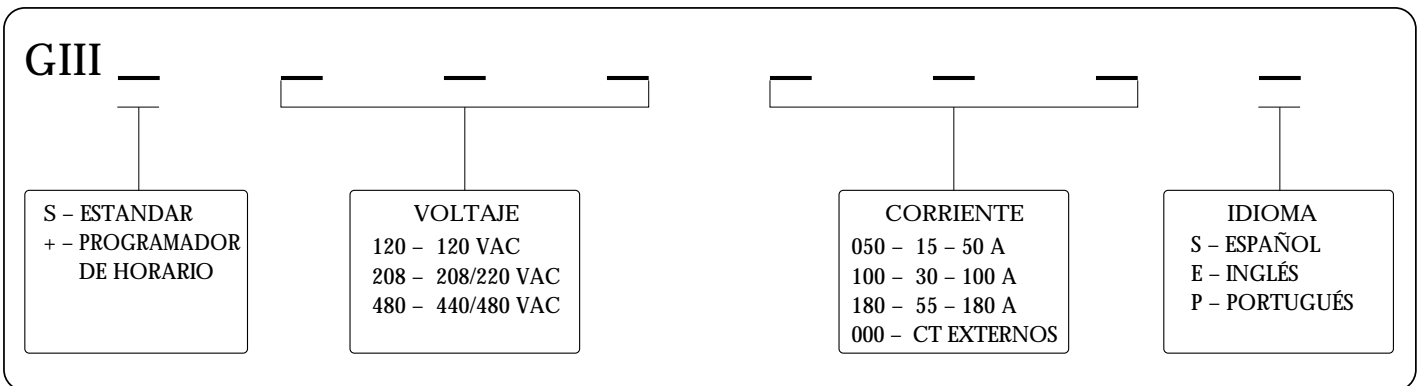 GIII
S – ESTANDAR
+ – PROGRAMADOR
DE HORARIO
VOLTAJE
120 – 120 VAC
208 – 208/220 VAC
480 – 440/480 VAC
CORRIENTE
050 – 15 – 50 A
100 – 30 – 100 A
180 – 55 – 180 A
000 – CT EXTERNOS
IDIOMA
S – ESPAÑOL
E – INGLÉS
P – PORTUGUÉS